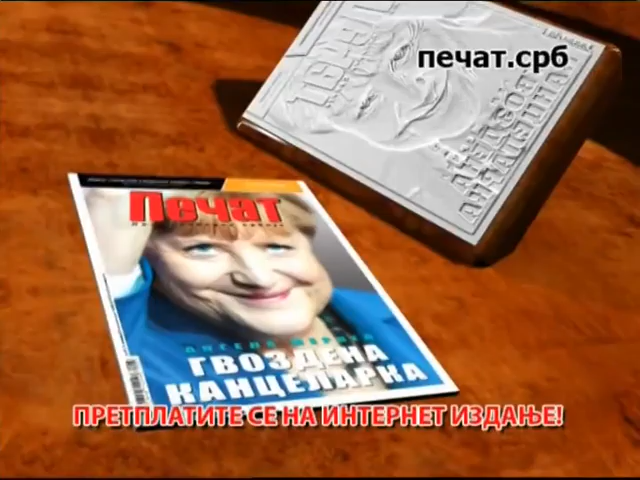 печат.срб
Печат
АНГЕЛА МЕРКЕЛ
ГВОЗДЕНА
КАНЦЕЛАРКА
ПРЕТПЛАТИТЕ СЕ НА ИНТЕРНЕТ ИЗДАЊЕ!